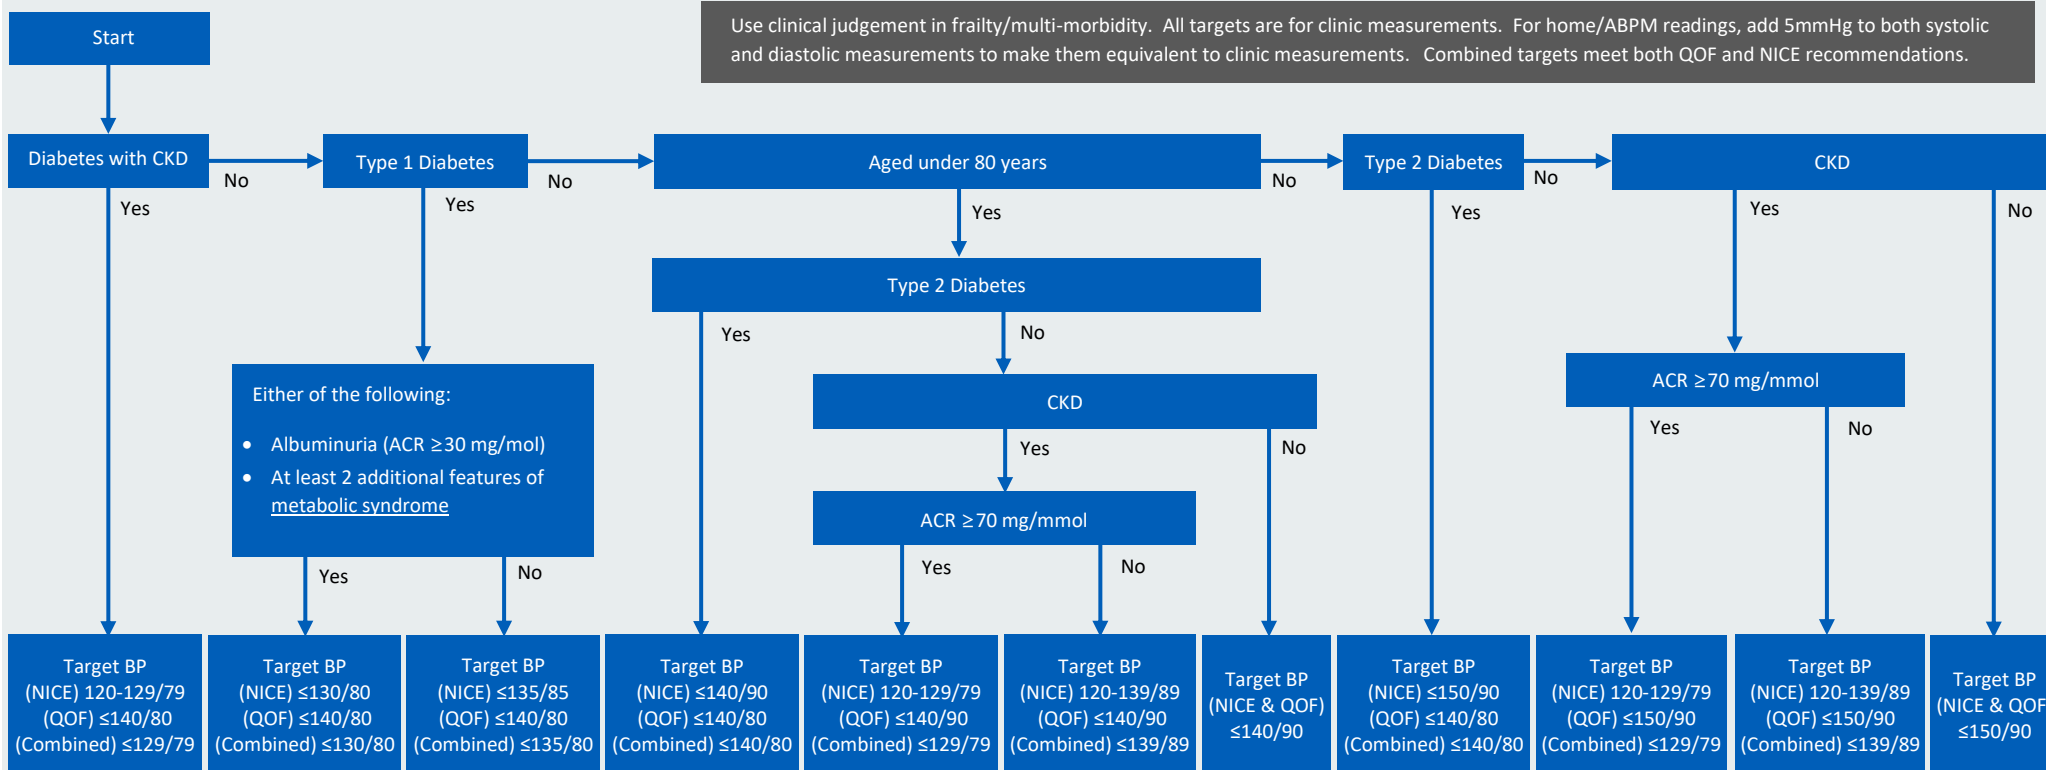 Start
Use clinical judgement in frailty/multi-morbidity. All targets are for clinic measurements. For home/ABPM readings, add 5mmHg to both systolic
and diastolic measurements to make them equivalent to clinic measurements. Combined targets meet both QOF and NICE recommendations.
Diabetes with CKD
No
Yes
Type 1 Diabetes
No
Yes
Aged under 80 years
No
Yes
Type 2 Diabetes
No
Yes
CKD
Yes
No
Type 2 Diabetes
Yes
No
Either of the following:
• Albuminuria (ACR ≥30 mg/mol)
• At least 2 additional features of
metabolic syndrome
Yes
No
CKD
Yes
No
ACR ≥70 mg/mmol
Yes
No
ACR ≥70 mg/mmol
Yes
No
Target BP
(NICE) 120-129/79
(QOF) ≤140/80
(Combined) ≤129/79
Target BP
(NICE) ≤130/80
(QOF) ≤140/80
(Combined) ≤130/80
Target BP
(NICE) ≤135/85
(QOF) ≤140/80
(Combined) ≤135/80
Target BP
(NICE) ≤140/90
(QOF) ≤140/80
(Combined) ≤140/80
Target BP
(NICE) 120-129/79
(QOF) ≤140/90
(Combined) ≤129/79
Target BP
(NICE) 120-139/89
(QOF) ≤140/90
(Combined) ≤139/89
Target BP
(NICE & QOF)
≤140/90
Target BP
(NICE) ≤150/90
(QOF) ≤140/80
(Combined) ≤140/80
Target BP
(NICE) 120-129/79
(QOF) ≤150/90
(Combined) ≤129/79
Target BP
(NICE) 120-139/89
(QOF) ≤150/90
(Combined) ≤139/89
Target BP
(NICE & QOF
≤150/90